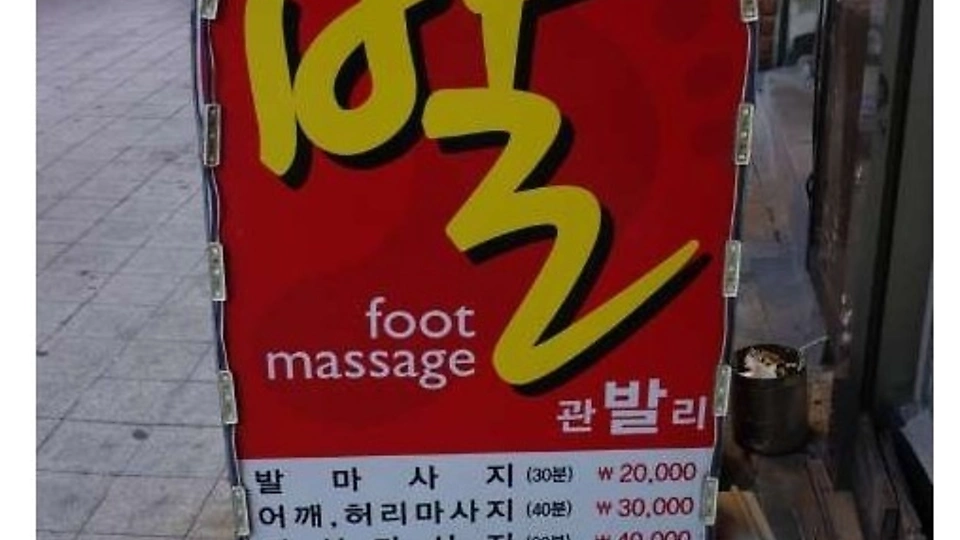 발
foot
massage
관발리
발 마 사 지 (30분) ₩ 20,000
어깨.허리마사지 (40분) ₩ 30,000